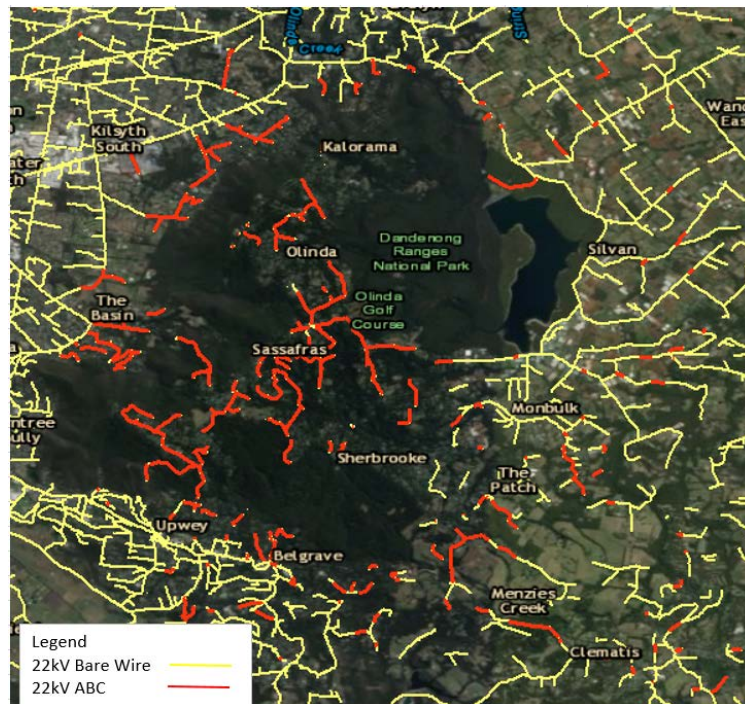 Olinda
Creek
Kilsyth
South
Kalorama
East
Olinda
Dandenong
Ranges
National Park
Silvan
The
Basin
Olinda
Golf
Course
Sassafras
Monbulk
Sherbrooke
The
Patch
Upwey
Belgrave
Menzies
Creek
Clematis
Legend
22kV Bare Wire
22kV ABC